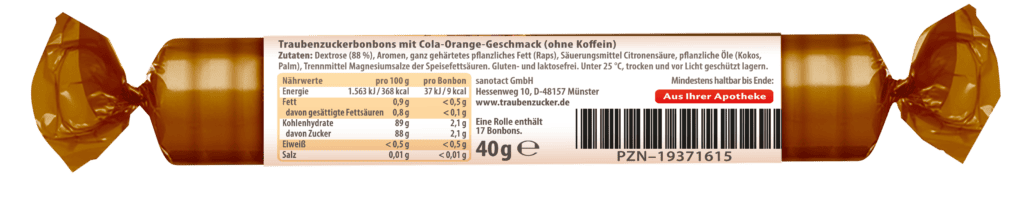 Traubenzuckerbonbons mit Cola-Orange-Geschmack (ohne Koffein)
Zutaten: Dextrose (88 %), Aromen, ganz gehärtetes pflanzliches Fett (Raps), Säuerungsmittel Citronensäure, pflanzliche Öle (Kokos,
Palm), Trennmittel Magnesiumsalze der Speisefettsäuren. Gluten- und laktosefrei. Unter 25 °C, trocken und vor Licht geschützt lagern.
Nährwerte pro 100 g pro Bonbon
Energie 1.563 kJ/368 kcal 37 kJ/9 kcal
Fett 0,9 g <0,5 g
davon gesättigte Fettsäuren 0,8 g <0,1 g
Kohlenhydrate 89 g 2,1 g
davon Zucker 88 g 2,1 g
Eiweiß <0,5 g <0,5 g
Salz 0,01 g <0,01 g
sanotact GmbH
Hessenweg 10, D-48157 Münster
www.traubenzucker.de
Eine Rolle enthält
17 Bonbons.
40 g ℮
Mindestens haltbar bis Ende:
Aus Ihrer Apotheke
PZN–19371615